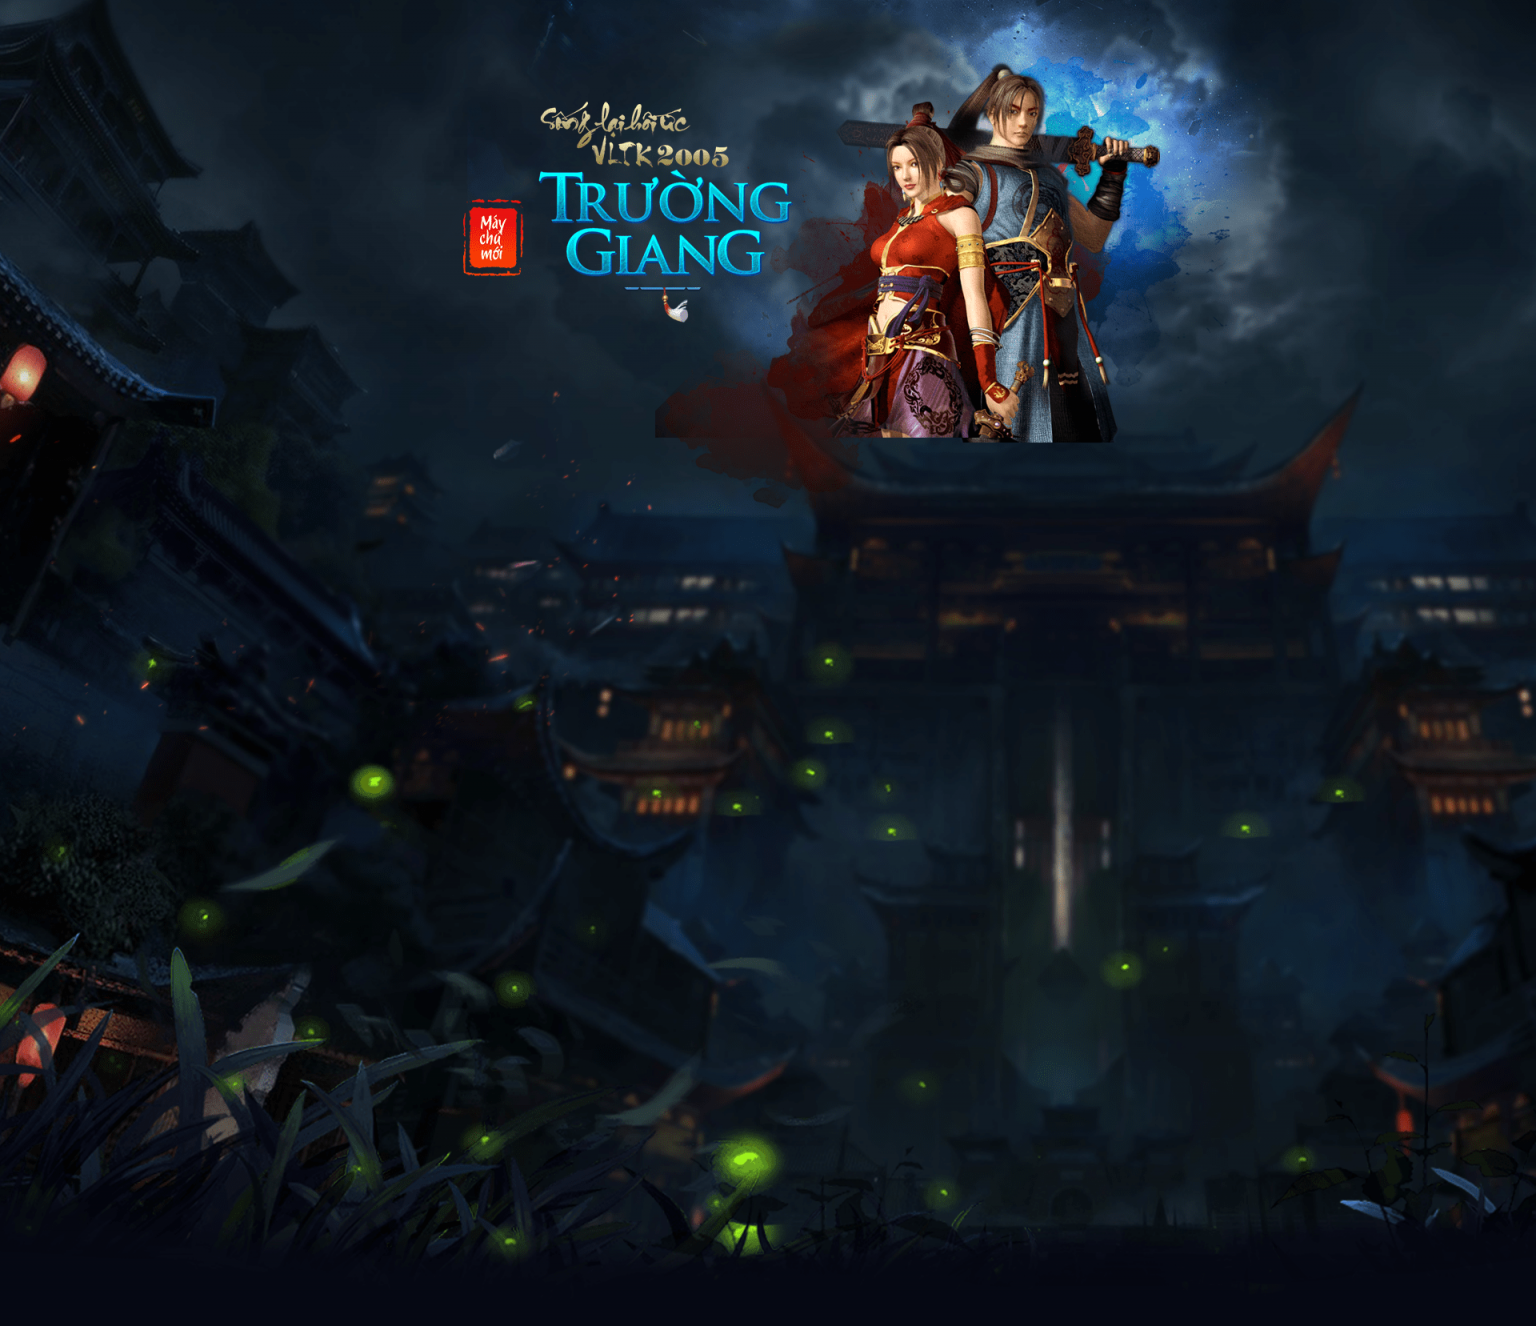 Sống lại hồi ức
VLTK 2005
TRƯỜNG
GIANG
Máy
chủ
mới